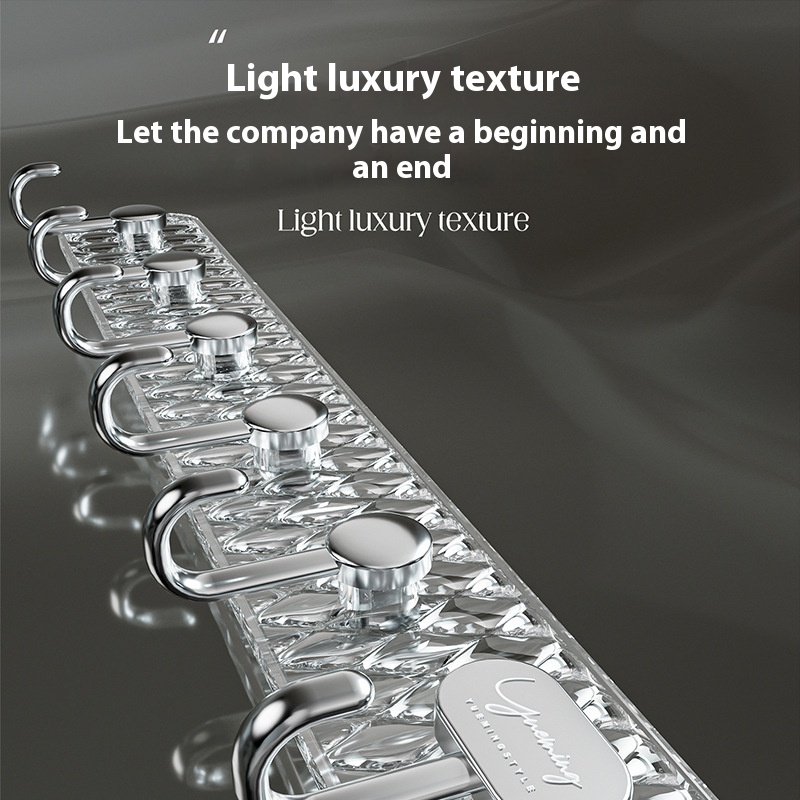 “
Light luxury texture
Let the company have a beginning and
an end
Light luxury texture
Yueming
YUEMINGSTYLE